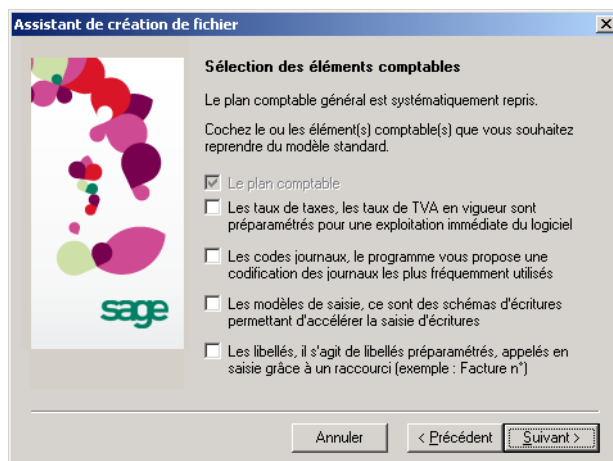 Assistant de création de fichier
Sélection des éléments comptables
Le plan comptable général est systématiquement repris.
Cochez le ou les élément(s) comptable(s) que vous souhaitez
reprendre du modèle standard.
Le plan comptable
Les taux de taxes, les taux de TVA en vigueur sont
préparamétrés pour une exploitation immédiate du logiciel
Les codes journaux, le programme vous propose une
codification des journaux les plus fréquemment utilisés
Les modèles de saisie, ce sont des schémas d'écritures
permettant d'accélérer la saisie d'écritures
Les libellés, il s'agit de libellés préparamétrés, appelés en
saisie grâce à un raccourci (exemple : Facture n°)
sage
Annuler
< Précédent
Suivant >